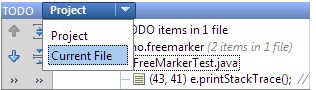 TODO Project
ODO items in 1 file
Project
no.freemarker (2 items in 1 file)
Current File
FreeMarkerTest.java
(43, 41) e.printStackTrace(); //